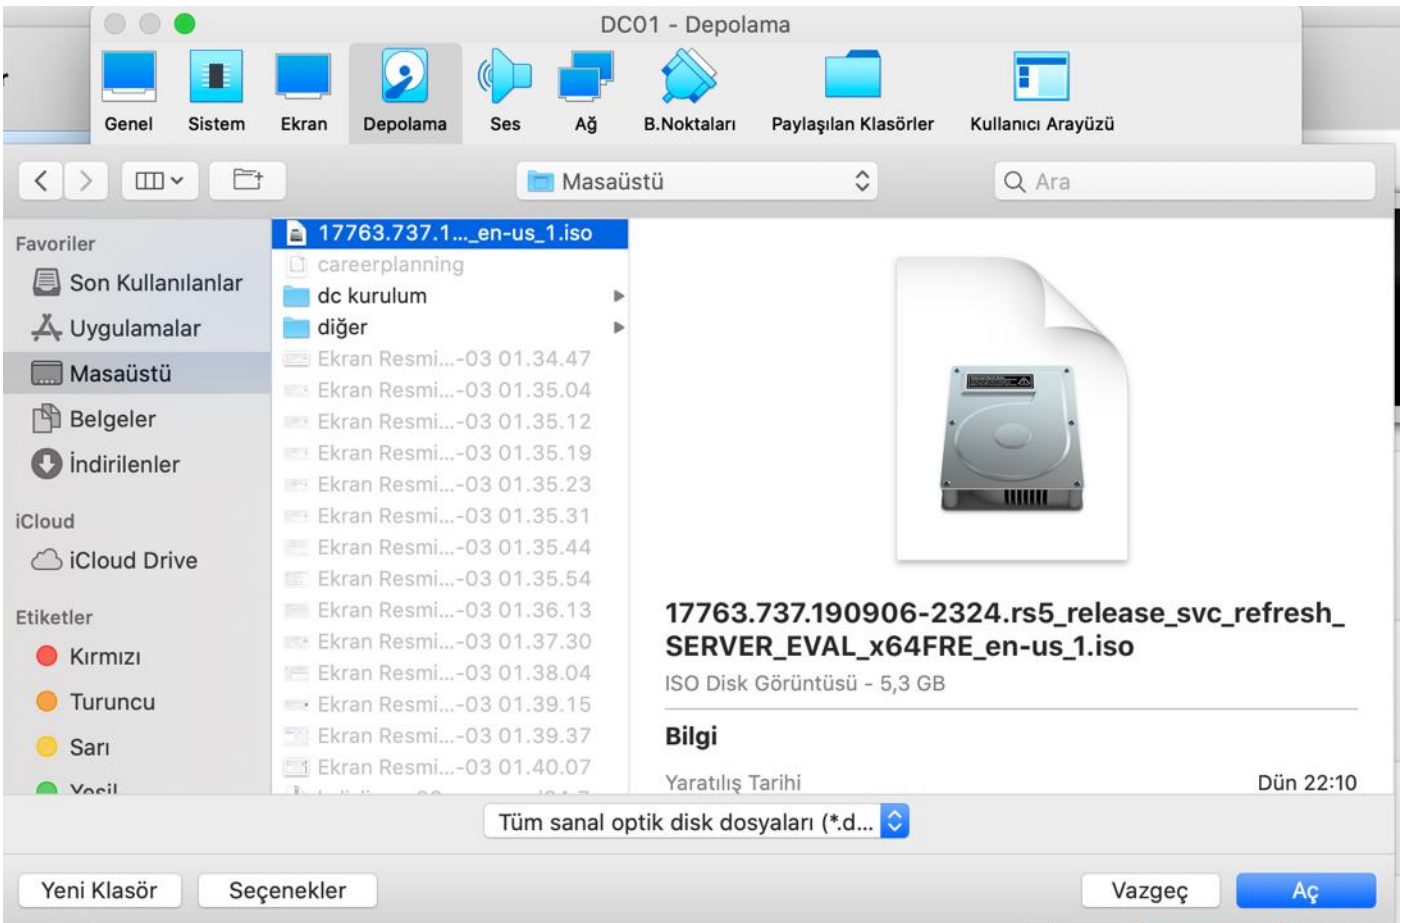 DC01 - Depolama
Genel
Sistem
Ekran
Depolama
Ses
Ağ
B.Noktaları
Paylaşılan Klasörler
Kullanıcı Arayüzü
Masaüstü
Ara
Favoriler
Son Kullanılanlar
Uygulamalar
Masaüstü
Belgeler
İndirilenler
iCloud
iCloud Drive
Etiketler
Kırmızı
Turuncu
Sarı
Yeşil
17763.737.1..._en-us_1.iso
careerplanning
dc kurulum
diğer
Ekran Resmi...-03 01.34.47
Ekran Resmi...-03 01.35.04
Ekran Resmi...-03 01.35.12
Ekran Resmi...-03 01.35.19
Ekran Resmi...-03 01.35.23
Ekran Resmi...-03 01.35.31
Ekran Resmi...-03 01.35.44
Ekran Resmi...-03 01.35.54
Ekran Resmi...-03 01.36.13
Ekran Resmi...-03 01.37.30
Ekran Resmi...-03 01.38.04
Ekran Resmi...-03 01.39.15
Ekran Resmi...-03 01.39.37
Ekran Resmi...-03 01.40.07
17763.737.190906-2324.rs5_release_svc_refresh_
SERVER_EVAL_x64FRE_en-us_1.iso
ISO Disk Görüntüsü - 5,3 GB
Bilgi
Yaratılış Tarihi
Dün 22:10
Tüm sanal optik disk dosyaları (*.d...
Yeni Klasör
Seçenekler
Vazgeç
Aç